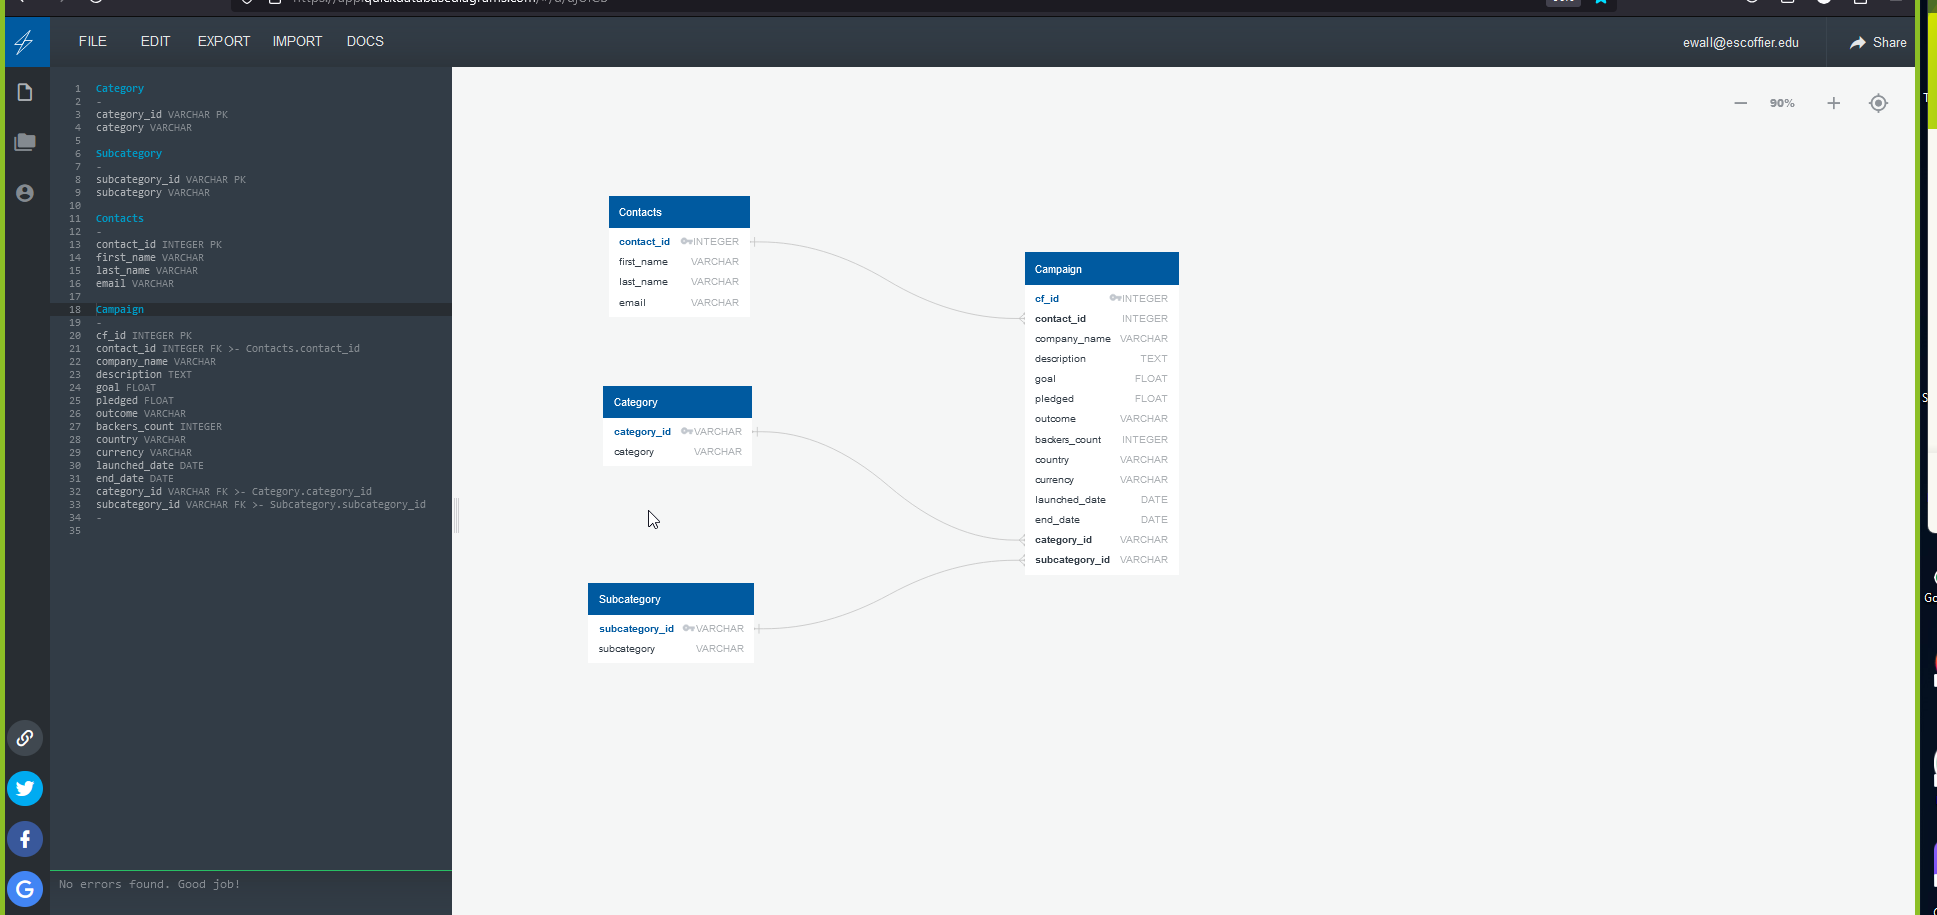 FILE EDIT EXPORT IMPORT DOCS
ewall@escoffier.edu Share
1 Category
2 -
3 category_id VARCHAR PK
4 category VARCHAR
5
6 Subcategory
7 -
8 subcategory_id VARCHAR PK
9 subcategory VARCHAR
10
11 Contacts
12 -
13 contact_id INTEGER PK
14 first_name VARCHAR
15 last_name VARCHAR
16 email VARCHAR
17
18 Campaign
19 -
20 cf_id INTEGER PK
21 contact_id INTEGER FK >- Contacts.contact_id
22 company_name VARCHAR
23 description TEXT
24 goal FLOAT
25 pledged FLOAT
26 outcome VARCHAR
27 backers_count INTEGER
28 country VARCHAR
29 currency VARCHAR
30 launched_date DATE
31 end_date DATE
32 category_id VARCHAR FK >- Category.category_id
33 subcategory_id VARCHAR FK >- Subcategory.subcategory_id
34 -
35
No errors found. Good job!
90%
Contacts
contact_id INTEGER
first_name VARCHAR
last_name VARCHAR
email VARCHAR
Category
category_id VARCHAR
category VARCHAR
Subcategory
subcategory_id VARCHAR
subcategory VARCHAR
Campaign
cf_id INTEGER
contact_id INTEGER
company_name VARCHAR
description TEXT
goal FLOAT
pledged FLOAT
outcome VARCHAR
backers_count INTEGER
country VARCHAR
currency VARCHAR
launched_date DATE
end_date DATE
category_id VARCHAR
subcategory_id VARCHAR